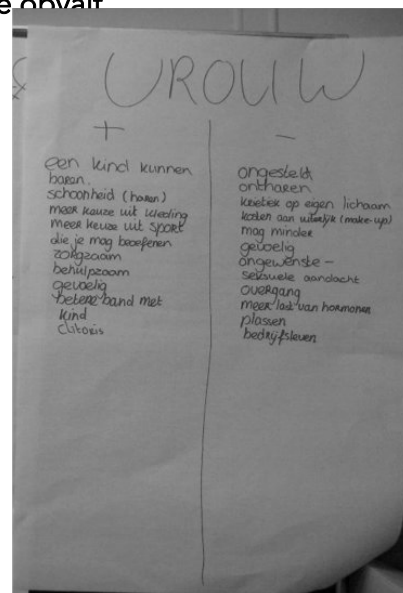 e opvalt
VROUW
+
een kind kunnen
baren.
schoonheid (haren)
meer keuze uit kleding
meer keuze uit sport
die je mag beoefenen
zorgzaam
behulpzaam
gevoelig
betere band met
kind
clitoris
-
ongesteld
ontharen
kritiek op eigen lichaam
kosten aan uiterlijk (make-up)
mag minder
gevoelig
ongewenste -
seksuele aandacht
overgang
meer last van hormonen
plassen
bedrijfsleven